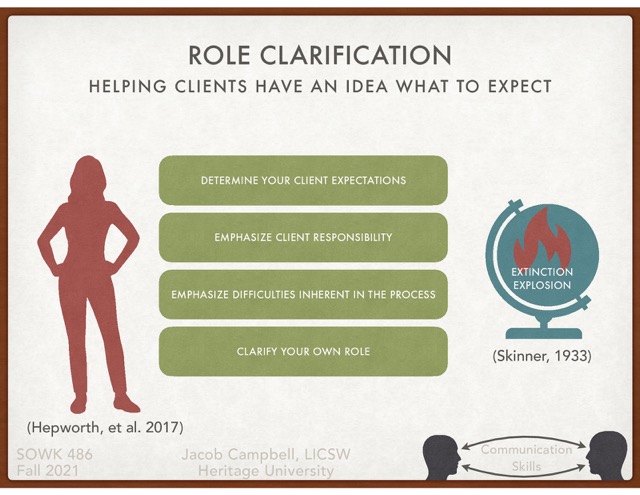 ROLE CLARIFICATION
HELPING CLIENTS HAVE AN IDEA WHAT TO EXPECT
DETERMINE YOUR CLIENT EXPECTATIONS
EMPHASIZE CLIENT RESPONSIBILITY
EMPHASIZE DIFFICULTIES INHERENT IN THE PROCESS
CLARIFY YOUR OWN ROLE
EXTINCTION
EXPLOSION
(Skinner, 1933)
(Hepworth, et al. 2017)
SOWK 486
Fall 2021
Jacob Campbell, LICSW
Heritage University
Communication
Skills